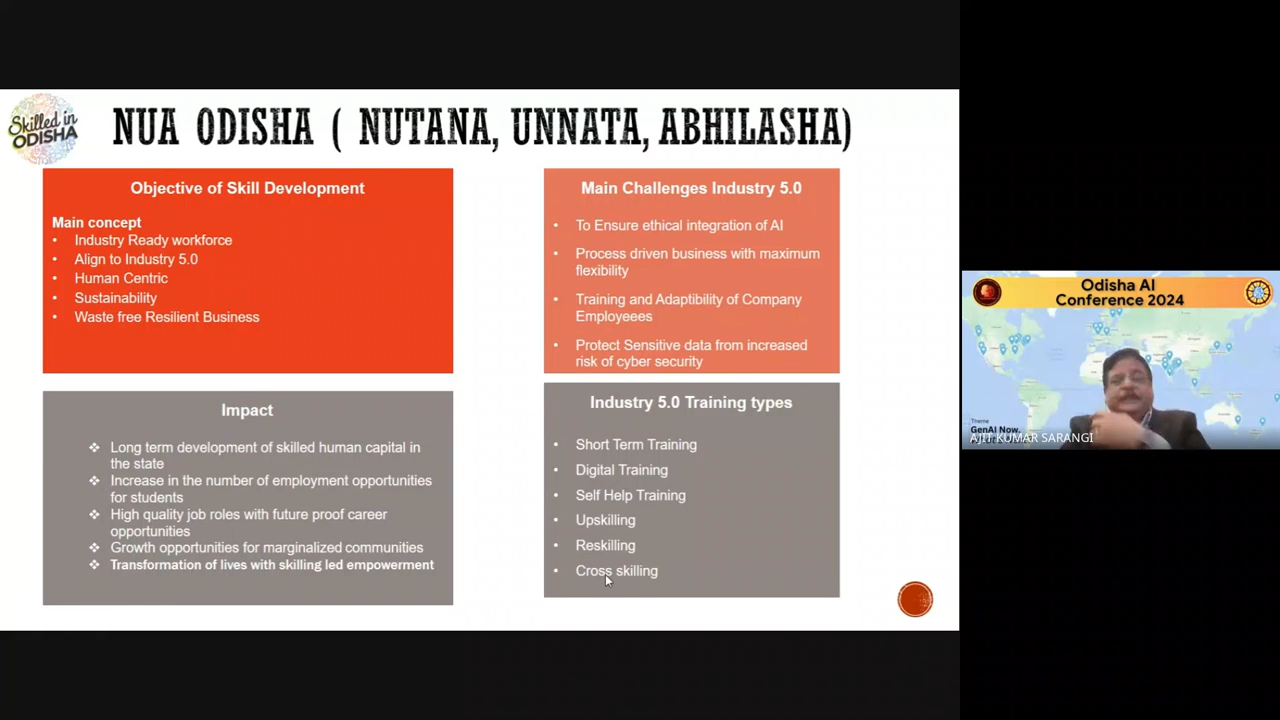 Skilled in
ODISHA
NUA ODISHA ( NUTANA, UNNATA, ABHILASHA)
Objective of Skill Development
Main concept
• Industry Ready workforce
• Align to Industry 5.0
• Human Centric
• Sustainability
• Waste free Resilient Business
Main Challenges Industry 5.0
• To Ensure ethical integration of AI
• Process driven business with maximum
flexibility
• Training and Adaptibility of Company
Employeees
• Protect Sensitive data from increased
risk of cyber security
Impact
❖ Long term development of skilled human capital in
the state
❖ Increase in the number of employment opportunities
for students
❖ High quality job roles with future proof career
opportunities
❖ Growth opportunities for marginalized communities
❖ Transformation of lives with skilling led empowerment
Industry 5.0 Training types
• Short Term Training
• Digital Training
• Self Help Training
• Upskilling
• Reskilling
• Cross skilling
Odisha AI
Conference 2024
Theme
GenAI Now.
AJIT KUMAR SARANGI